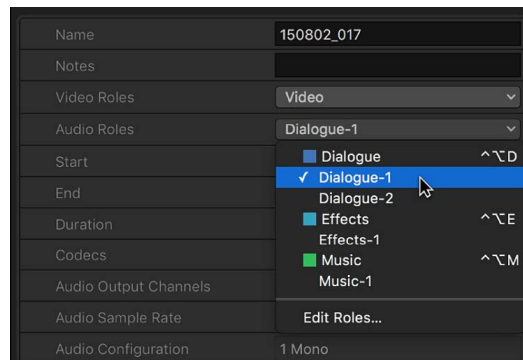 Name 150802_017
Notes
Video Roles Video
Audio Roles Dialogue-1
Start Dialogue ^⌥D
✓ Dialogue-1
End Dialogue-2
Effects ^⌥E
Duration
Effects-1
Codecs
Music ^⌥M
Audio Output Channels Music-1
Audio Sample Rate Edit Roles...
Audio Configuration 1 Mono